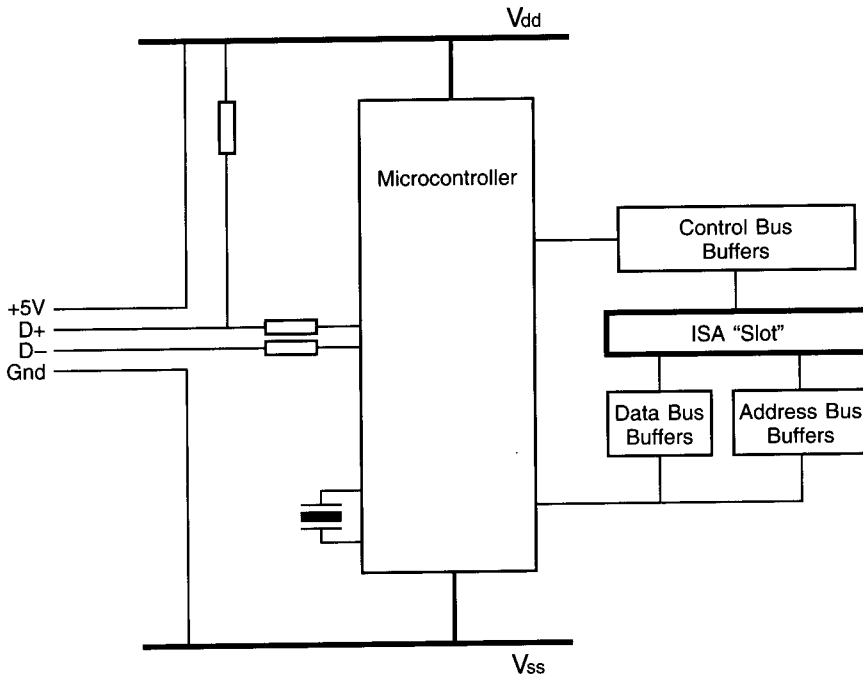 Vdd
Microcontroller
Control Bus
Buffers
+5V
D+
D–
Gnd
ISA “Slot”
Data Bus
Buffers
Address Bus
Buffers
Vss